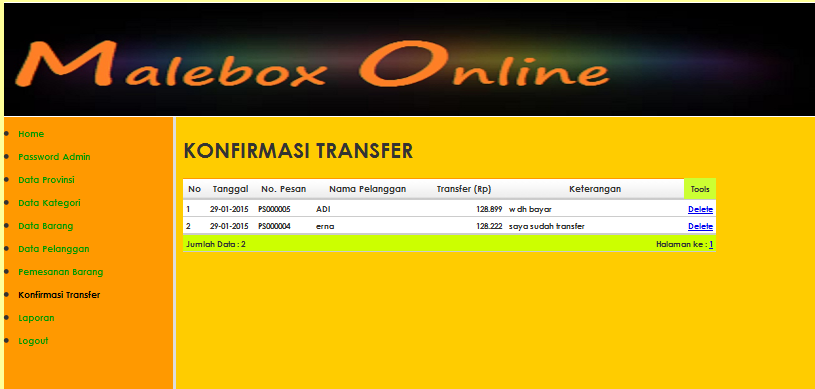 Malebox Online
Home
Password Admin
Data Provinsi
Data Kategori
Data Barang
Data Pelanggan
Pemesanan Barang
Konfirmasi Transfer
Laporan
Logout
KONFIRMASI TRANSFER
No Tanggal No. Pesan Nama Pelanggan Transfer (Rp) Keterangan Tools
1 29-01-2015 PS000005 ADI 128.899 w dh bayar Delete
2 29-01-2015 PS000004 erna 128.222 saya sudah transfer Delete
Jumlah Data : 2 Halaman ke : 1